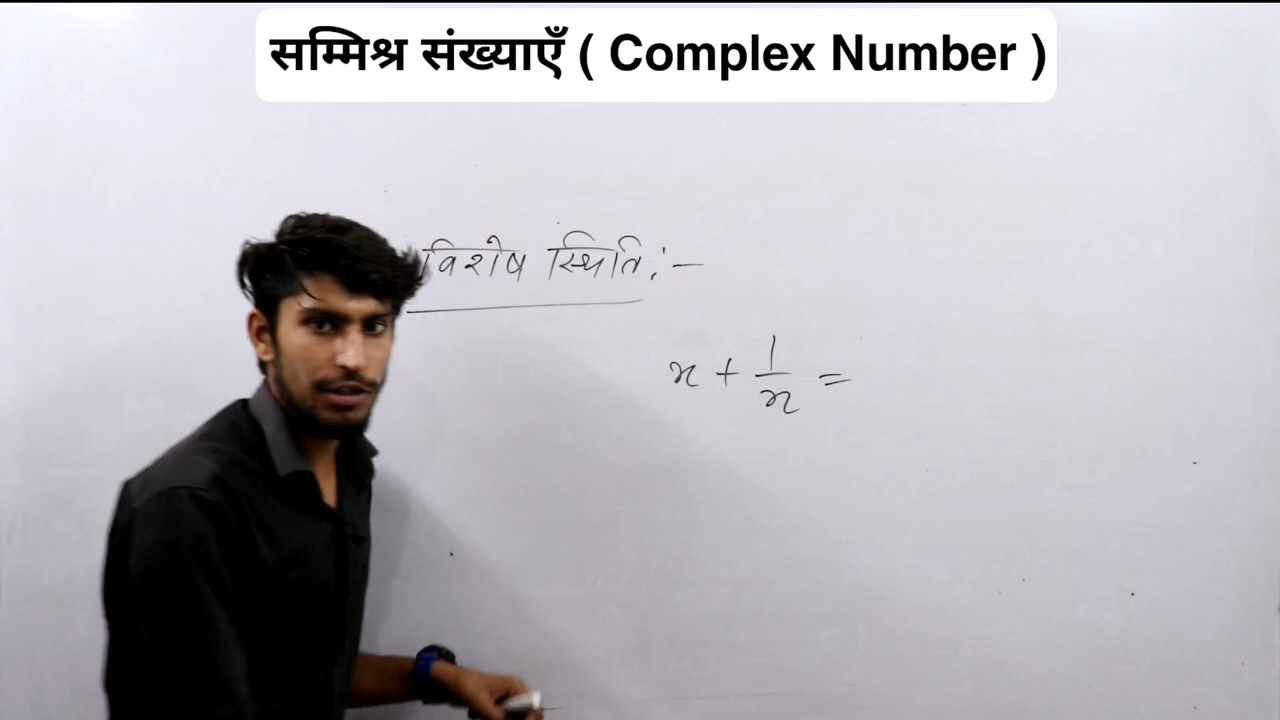 सम्मिश्र संख्याएँ ( Complex Number )
विशेष स्थिति :-
x + 1/x =